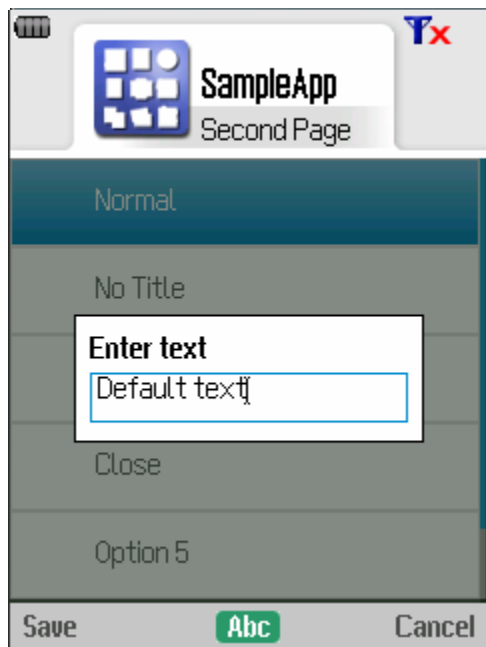 SampleApp
Second Page
Normal
No Title
Enter text
Default text
Close
Option 5
Save
Abc
Cancel